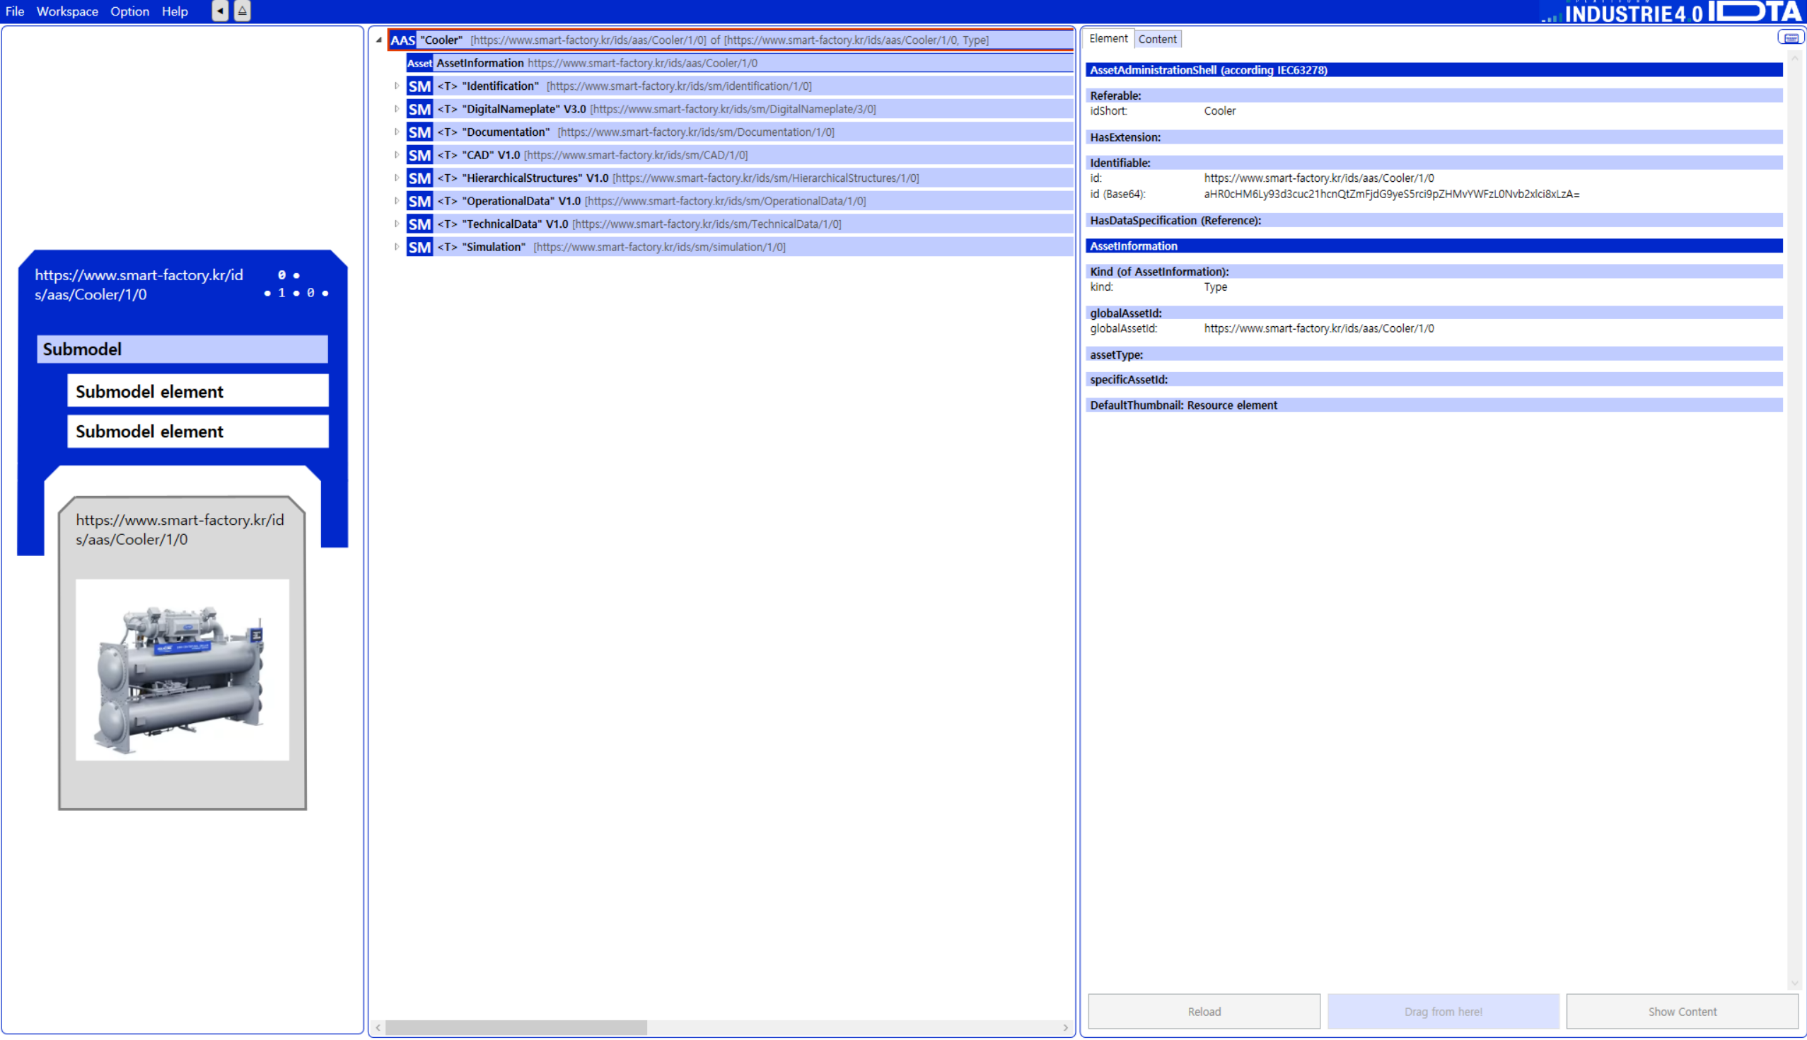 File Workspace Option Help
INDUSTRIE4.0 IDTA
https://www.smart-factory.kr/id
s/aas/Cooler/1/0
0
1 0
Submodel
Submodel element
Submodel element
https://www.smart-factory.kr/id
s/aas/Cooler/1/0
AAS "Cooler" [https://www.smart-factory.kr/ids/aas/Cooler/1/0] of [https://www.smart-factory.kr/ids/aas/Cooler/1/0, Type]
Asset AssetInformation https://www.smart-factory.kr/ids/aas/Cooler/1/0
SM <T> "Identification" [https://www.smart-factory.kr/ids/sm/Identification/1/0]
SM <T> "DigitalNameplate" V3.0 [https://www.smart-factory.kr/ids/sm/DigitalNameplate/3/0]
SM <T> "Documentation" [https://www.smart-factory.kr/ids/sm/Documentation/1/0]
SM <T> "CAD" V1.0 [https://www.smart-factory.kr/ids/sm/CAD/1/0]
SM <T> "HierarchicalStructures" V1.0 [https://www.smart-factory.kr/ids/sm/HierarchicalStructures/1/0]
SM <T> "OperationalData" V1.0 [https://www.smart-factory.kr/ids/sm/OperationalData/1/0]
SM <T> "TechnicalData" V1.0 [https://www.smart-factory.kr/ids/sm/TechnicalData/1/0]
SM <T> "Simulation" [https://www.smart-factory.kr/ids/sm/simulation/1/0]
Element Content
AssetAdministrationShell (according IEC63278)
Referable:
idShort: Cooler
HasExtension:
Identifiable:
id: https://www.smart-factory.kr/ids/aas/Cooler/1/0
id (Base64): aHR0cHM6Ly93d3cuc21hcnQtZmFjdG9yeS5rci9pZHMvYWFzL0Nvb2xlci8xLzA=
HasDataSpecification (Reference):
AssetInformation
Kind (of AssetInformation):
kind: Type
globalAssetId:
globalAssetId: https://www.smart-factory.kr/ids/aas/Cooler/1/0
assetType:
specificAssetId:
DefaultThumbnail: Resource element
Reload
Drag from here!
Show Content